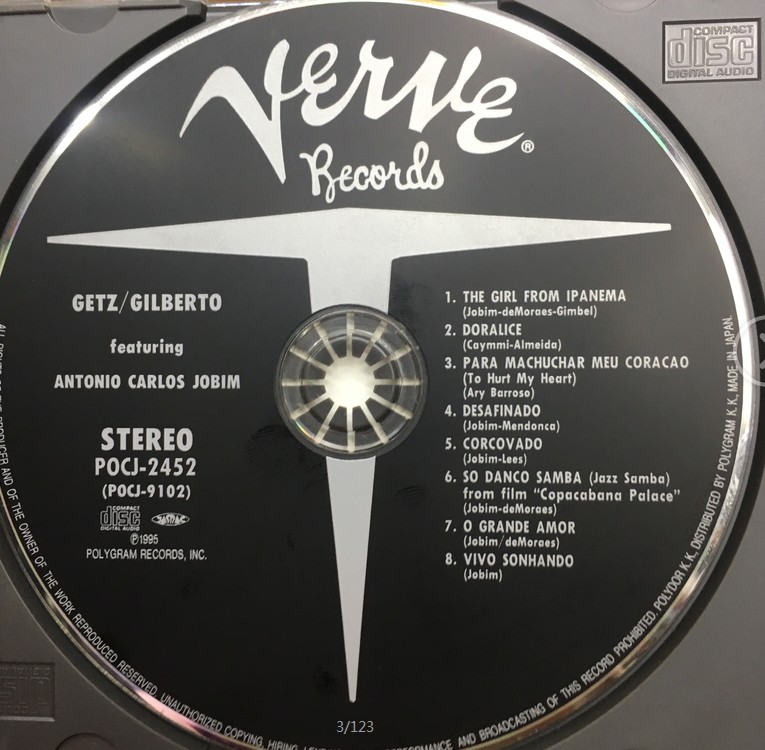 Verve®
Records
COMPACT
disc
DIGITAL AUDIO
GETZ/GILBERTO
featuring
ANTONIO CARLOS JOBIM
STEREO
POCJ-2452
(POCJ-9102)
COMPACT
disc
DIGITAL AUDIO
JASRAC
℗1995
POLYGRAM RECORDS, INC.
1. THE GIRL FROM IPANEMA
(Jobim-deMoraes-Gimbel)
2. DORALICE
(Caymmi-Almeida)
3. PARA MACHUCHAR MEU CORACAO
(To Hurt My Heart)
(Ary Barroso)
4. DESAFINADO
(Jobim-Mendonca)
5. CORCOVADO
(Jobim-Lees)
6. SO DANCO SAMBA (Jazz Samba)
from film "Copacabana Palace"
(Jobim-deMoraes)
7. O GRANDE AMOR
(Jobim/deMoraes)
8. VIVO SONHANDO
(Jobim)
PRODUCER AND OF THE OWNER OF THE WORK REPRODUCED RESERVED. UNAUTHORIZED COPYING, HIRING, AND BROADCASTING OF THIS RECORD PROHIBITED. POLYDOR K.K., DISTRIBUTED BY POLYGRAM K.K., MADE IN JAPAN.
3/123